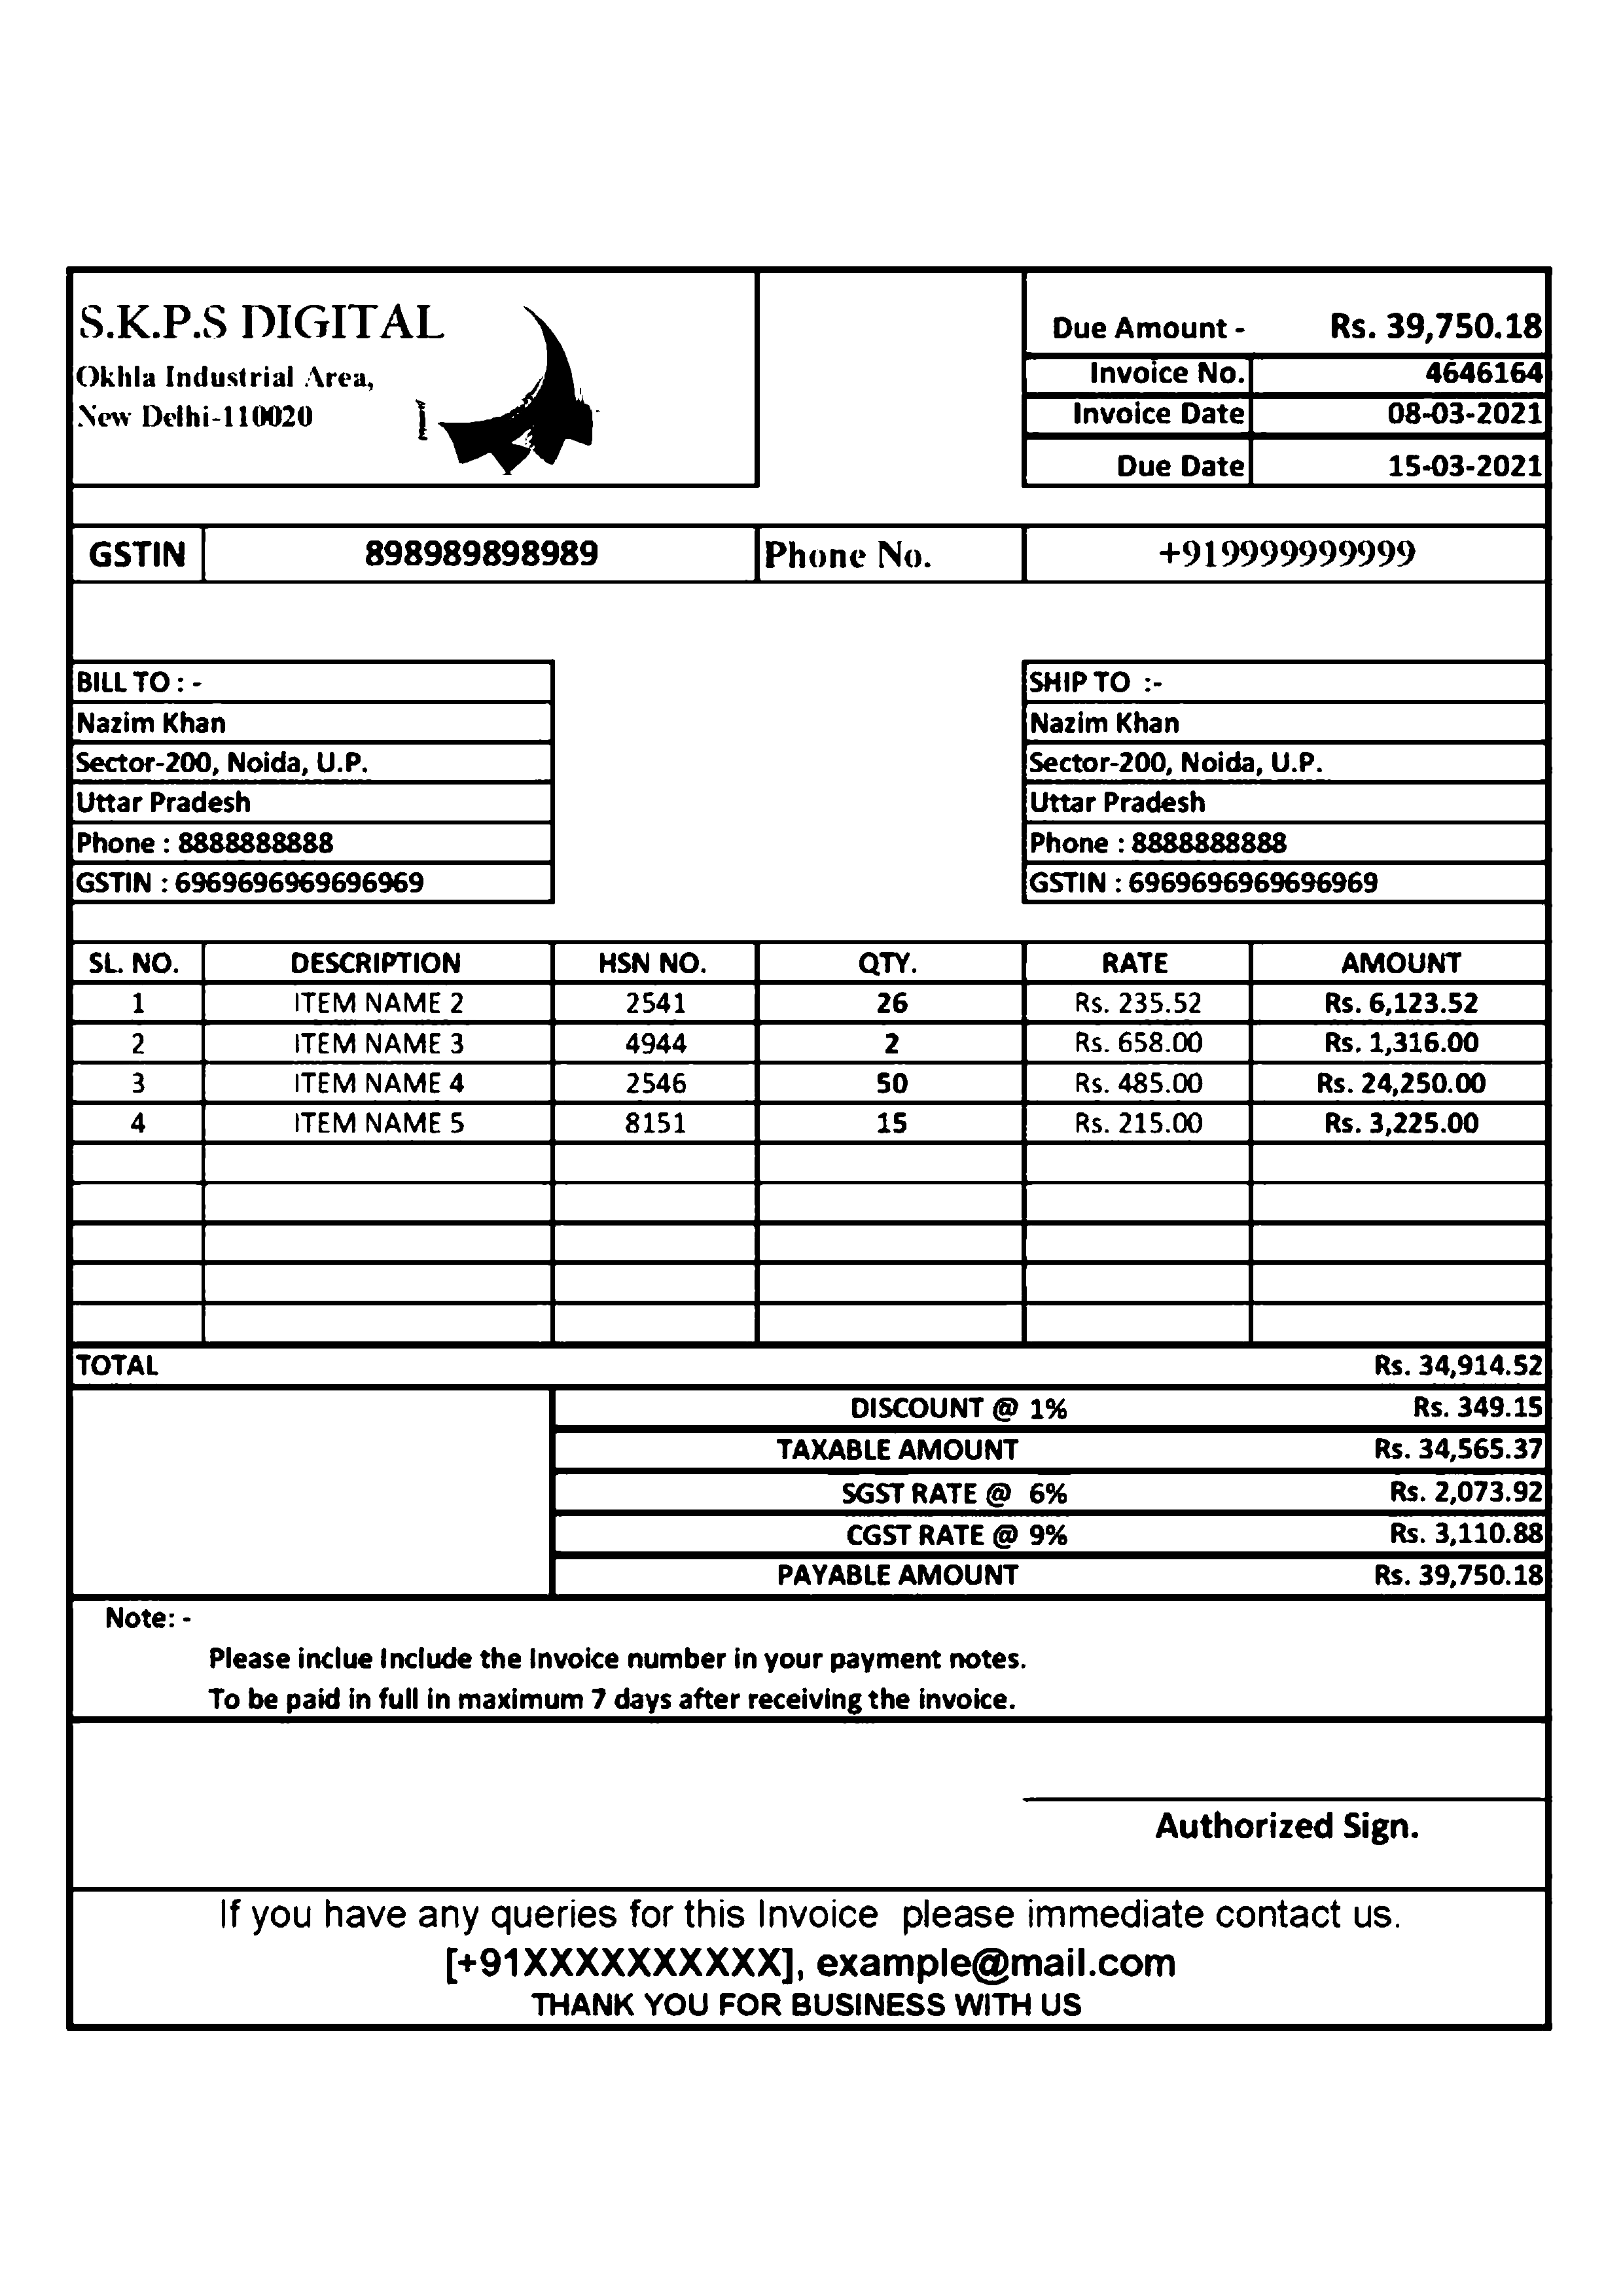 S.K.P.S DIGITAL
Okhla Industrial Area,
New Delhi-110020
Due Amount - Rs. 39,750.18
Invoice No. 4646164
Invoice Date 08-03-2021
Due Date 15-03-2021
GSTIN 898989898989 Phone No. +919999999999
BILL TO : -
Nazim Khan
Sector-200, Noida, U.P.
Uttar Pradesh
Phone : 8888888888
GSTIN : 6969696969696969
SHIP TO :-
Nazim Khan
Sector-200, Noida, U.P.
Uttar Pradesh
Phone : 8888888888
GSTIN : 6969696969696969
SL. NO. DESCRIPTION HSN NO. QTY. RATE AMOUNT
1 ITEM NAME 2 2541 26 Rs. 235.52 Rs. 6,123.52
2 ITEM NAME 3 4944 2 Rs. 658.00 Rs. 1,316.00
3 ITEM NAME 4 2546 50 Rs. 485.00 Rs. 24,250.00
4 ITEM NAME 5 8151 15 Rs. 215.00 Rs. 3,225.00
TOTAL Rs. 34,914.52
DISCOUNT @ 1% Rs. 349.15
TAXABLE AMOUNT Rs. 34,565.37
SGST RATE @ 6% Rs. 2,073.92
CGST RATE @ 9% Rs. 3,110.88
PAYABLE AMOUNT Rs. 39,750.18
Note: -
Please inclue Include the Invoice number in your payment notes.
To be paid in full in maximum 7 days after receiving the invoice.
Authorized Sign.
If you have any queries for this Invoice please immediate contact us.
[+91XXXXXXXXXX], example@mail.com
THANK YOU FOR BUSINESS WITH US